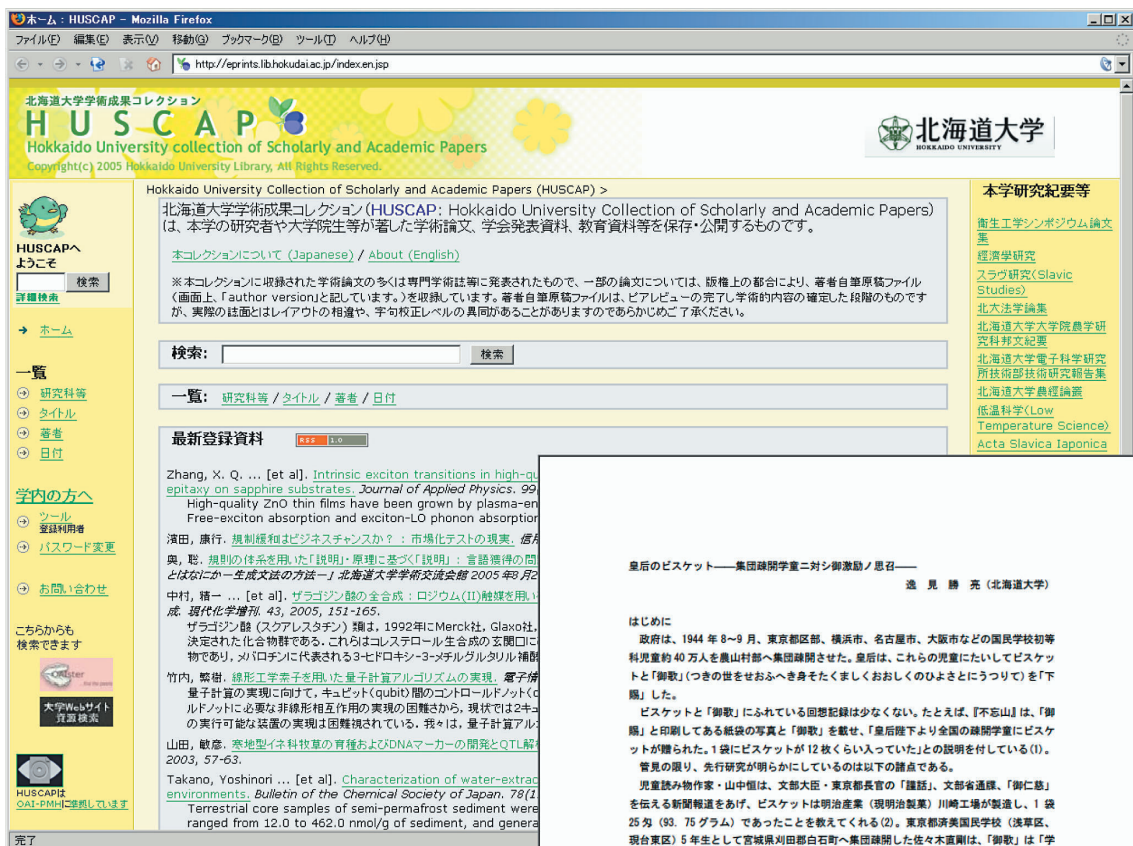 ホーム : HUSCAP - Mozilla Firefox
ファイル(F) 編集(E) 表示(V) 移動(G) ブックマーク(B) ツール(T) ヘルプ(H)
http://eprints.lib.hokudai.ac.jp/index.en.jsp
北海道大学学術成果コレクション
HUSCAP
Hokkaido University collection of Scholarly and Academic Papers
Copyright(c) 2005 Hokkaido University Library, All Rights Reserved.
北海道大学
HOKKAIDO UNIVERSITY
HUSCAPへ
ようこそ
検索
詳細検索
ホーム
一覧
研究科等
タイトル
著者
日付
学内の方へ
ツール
登録利用者
パスワード変更
お問い合わせ
こちらからも
検索できます
OAIster
大学Webサイト
資源検索
HUSCAPは
OAI-PMHに準拠しています
完了
Hokkaido University Collection of Scholarly and Academic Papers (HUSCAP) >
北海道大学学術成果コレクション(HUSCAP: Hokkaido University Collection of Scholarly and Academic Papers)
は、本学の研究者や大学院生等が著した学術論文、学会発表資料、教育資料等を保存・公開するものです。
本コレクションについて (Japanese) / About (English)
※本コレクションに収録された学術論文の多くは専門学術誌等に発表されたもので、一部の論文については、版権上の都合により、著者自筆原稿ファイル
(画面上、「author version」と記しています。)を収録しています。著者自筆原稿ファイルは、ピアレビューの完了し学術的内容の確定した段階のものです
が、実際の誌面とはレイアウトの相違や、字句校正レベルの異同があることがありますのであらかじめご了承ください。
検索:
検索
一覧: 研究科等 / タイトル / 著者 / 日付
最新登録資料 RSS 1.0
Zhang, X. Q. ... [et al]. Intrinsic exciton transitions in high-qu
epitaxy on sapphire substrates. Journal of Applied Physics. 99(
High-quality ZnO thin films have been grown by plasma-en
Free-exciton absorption and exciton-LO phonon absorption
濱田, 康行. 規制緩和はビジネスチャンスか? : 市場化テストの現実. 信
奥, 聡. 規則の体系を用いた「説明」・原理に基づく「説明」 : 言語獲得の問
とはなにか―生成文法の方法―」 北海道大学学術交流会館 2005年8月2
中村, 精一 ... [et al]. ザラゴジン酸の全合成 : ロジウム(II)触媒を用い
成. 現代化学増刊. 43, 2005, 151-165.
ザラゴジン酸 (スクアレスタチン) 類は, 1992年にMerck社, Glaxo社,
決定された化合物群である. これらはコレステロール生合成の玄関口に
物であり, メバロチンに代表される3-ヒドロキシ-3-メチルグルタリル補酵
竹内, 繁樹. 線形工学素子を用いた量子計算アルゴリズムの実現. 電子情
量子計算の実現に向けて, キュビット(qubit) 間のコントロールドノット(c
ルドノットに必要な非線形相互作用の実現の困難さから, 現状では2キュ
の実行可能な装置の実現は困難視されている. 我々は, 量子計算アル
山田, 敏彦. 寒地型イネ科牧草の育種およびDNAマーカーの開発とQTL解
2003, 57-63.
Takano, Yoshinori ... [et al]. Characterization of water-extrac
environments. Bulletin of the Chemical Society of Japan. 78(1
Terrestrial core samples of semi-permafrost sediment were
ranged from 12.0 to 462.0 nmol/g of sediment, and genera
本学研究紀要等
衛生工学シンポジウム論文
集
經濟學研究
スラヴ研究(Slavic
Studies)
北大法学論集
北海道大学大学院農学研
究科邦文紀要
北海道大学電子科学研究
所技術部技術研究報告集
北海道大学農經論叢
低温科学(Low
Temperature Science)
Acta Slavica Iaponica
皇后のビスケット――集団疎開学童ニ対シ御激励ノ思召――
逸見勝亮(北海道大学)
はじめに
政府は、1944 年 8~9 月、東京都区部、横浜市、名古屋市、大阪市などの国民学校初等
科児童約 40 万人を農山村部へ集団疎開させた。皇后は、これらの児童にたいしてビスケッ
トと「御歌」(つきの世をせおふへき身そたくましくおおしくのひよさとにうつりて)を「下
賜」した。
ビスケットと「御歌」にふれている回想記録は少なくない。たとえば、『不忘山』は、「御
賜」と印刷してある紙袋の写真と「御歌」を載せ、「皇后陛下より全国の疎開学童にビスケ
ットが贈られた。1 袋にビスケットが 12 枚くらい入っていた」との説明を付している(1)。
管見の限り、先行研究が明らかにしているのは以下の諸点である。
児童読み物作家・山中恒は、文部大臣・東京都長官の「謹話」、文部省通牒、「御仁慈」
を伝える新聞報道をあげ、ビスケットは明治産業(現明治製菓)川崎工場が製造し、1 袋
25 匁(93. 75 グラム)であったことを教えてくれる(2)。東京都済美国民学校(浅草区、
現台東区)5 年生として宮城県刈田郡白石町へ集団疎開した佐々木直剛は、「御歌」は「学